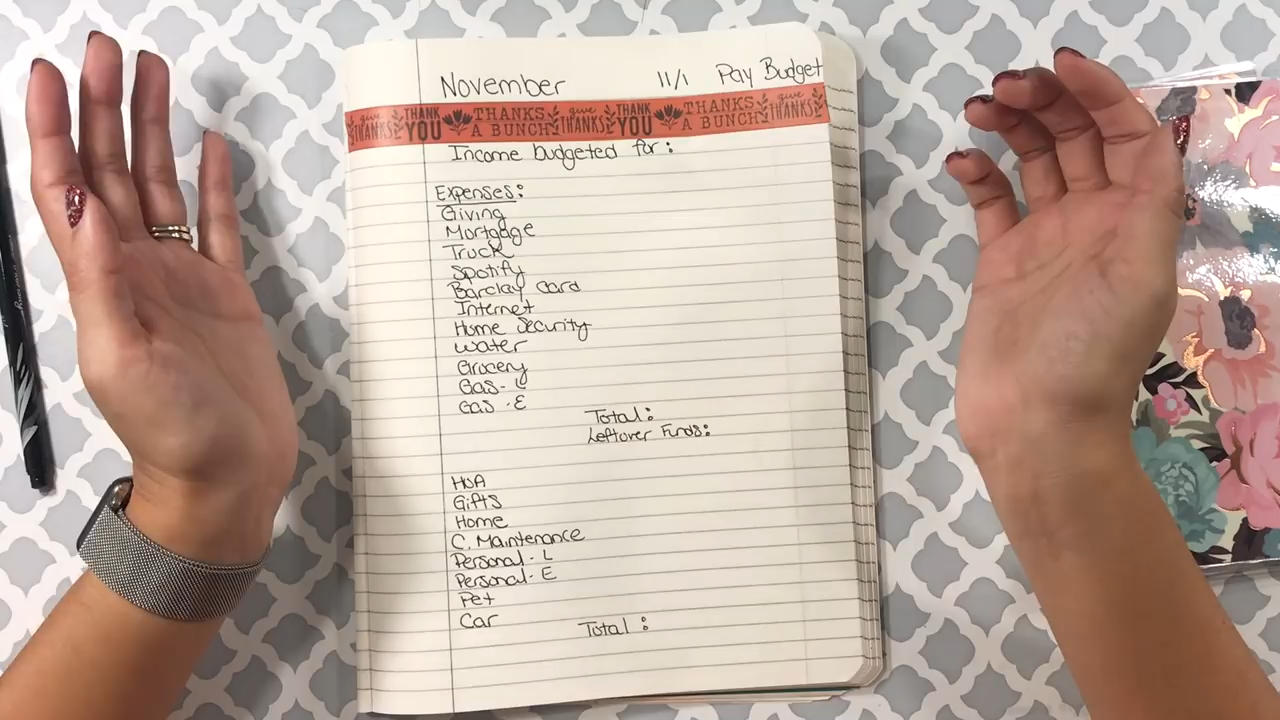 November 11/1 Pay Budget
give THANKS THANK YOU THANKS A BUNCH give THANKS THANK YOU THANKS A BUNCH give THANKS
Income budgeted for:
Expenses:
Giving
Mortgage
Truck
Spotify
Barclay Card
Internet
Home Security
Water
Grocery
Gas - L
Gas - E
Total:
Leftover Funds:
HOA
Gifts
Home
C. Maintenance
Personal - L
Personal - E
Pet
Car
Total: